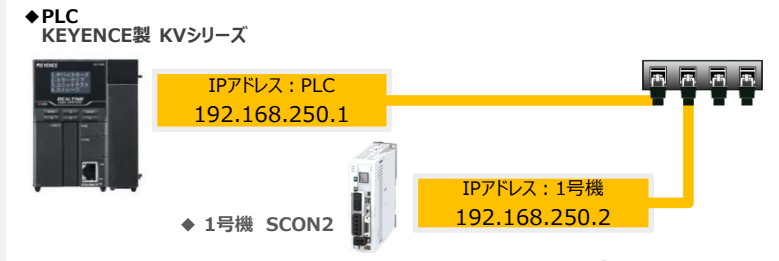 ◆PLC
KEYENCE製 KVシリーズ
KEYENCE
IPアドレス：PLC
192.168.250.1
IPアドレス：1号機
192.168.250.2
◆ 1号機 SCON2